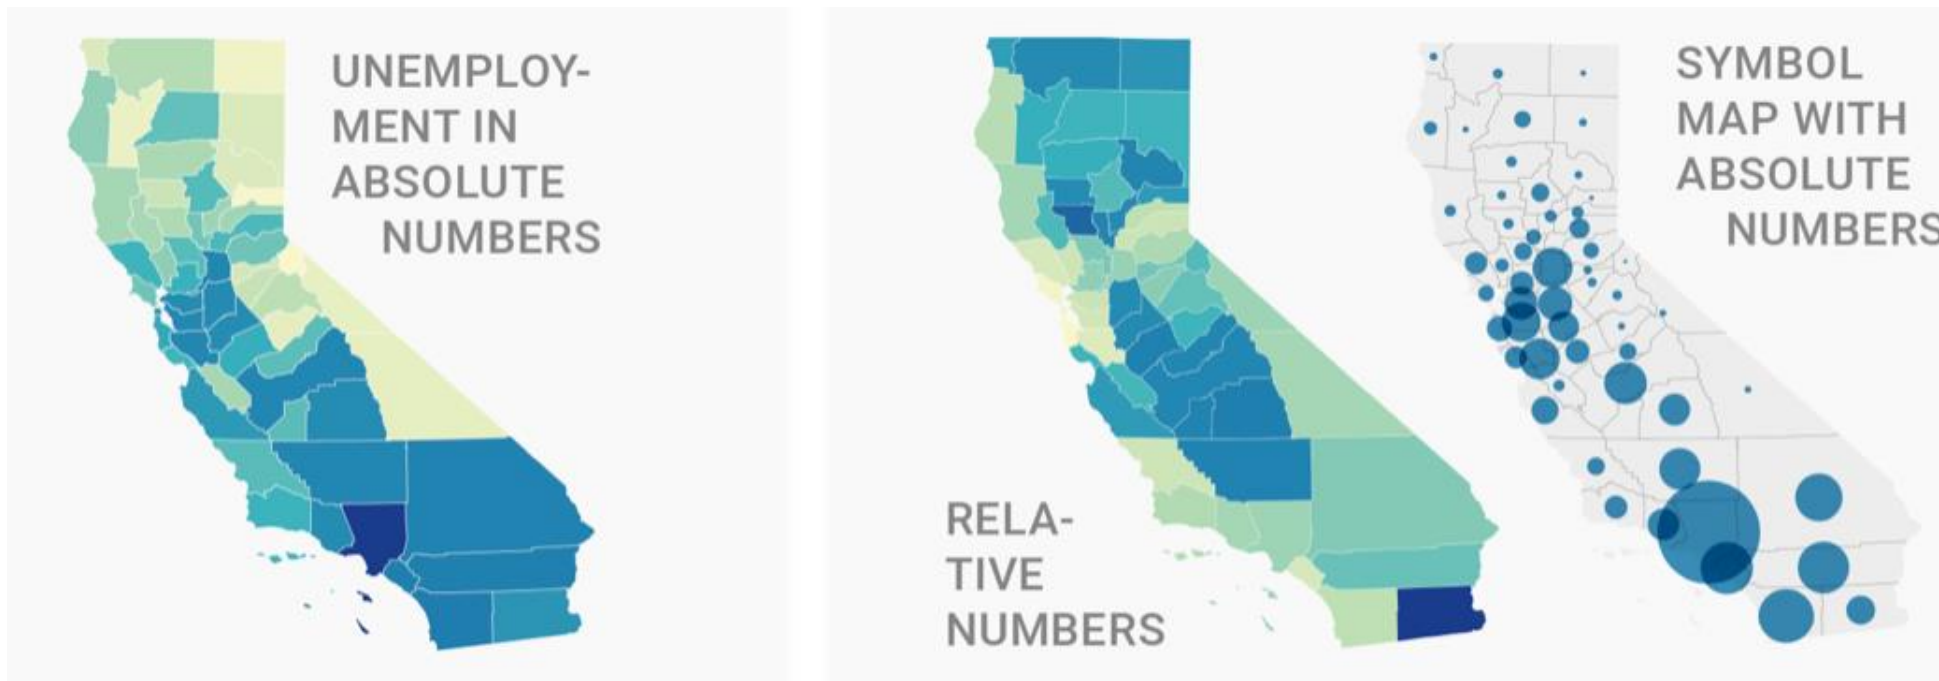 UNEMPLOY-
MENT IN
ABSOLUTE
NUMBERS
RELA-
TIVE
NUMBERS
SYMBOL
MAP WITH
ABSOLUTE
NUMBERS